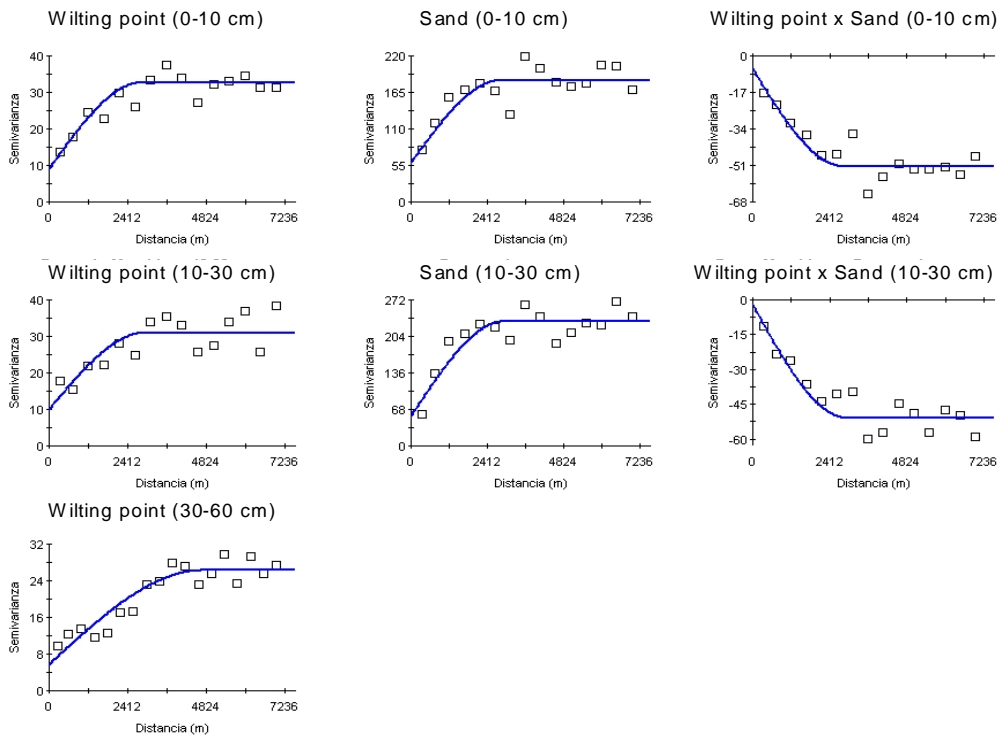 Wilting point (0-10 cm)
Sand (0-10 cm)
Wilting point x Sand (0-10 cm)
Semivarianza
40
30
20
10
0
0 2412 4824 7236
Distancia (m)
Semivarianza
220
165
110
55
0
0 2412 4824 7236
Distancia (m)
Semivarianza
-0
-17
-34
-51
-68
0 2412 4824 7236
Distancia (m)
Wilting point (10-30 cm)
Sand (10-30 cm)
Wilting point x Sand (10-30 cm)
Semivarianza
40
30
20
10
0
0 2412 4824 7236
Distancia (m)
Semivarianza
272
204
136
68
0
0 2412 4824 7236
Distancia (m)
Semivarianza
-0
-15
-30
-45
-60
0 2412 4824 7236
Distancia (m)
Wilting point (30-60 cm)
Semivarianza
32
24
16
8
0
0 2412 4824 7236
Distancia (m)